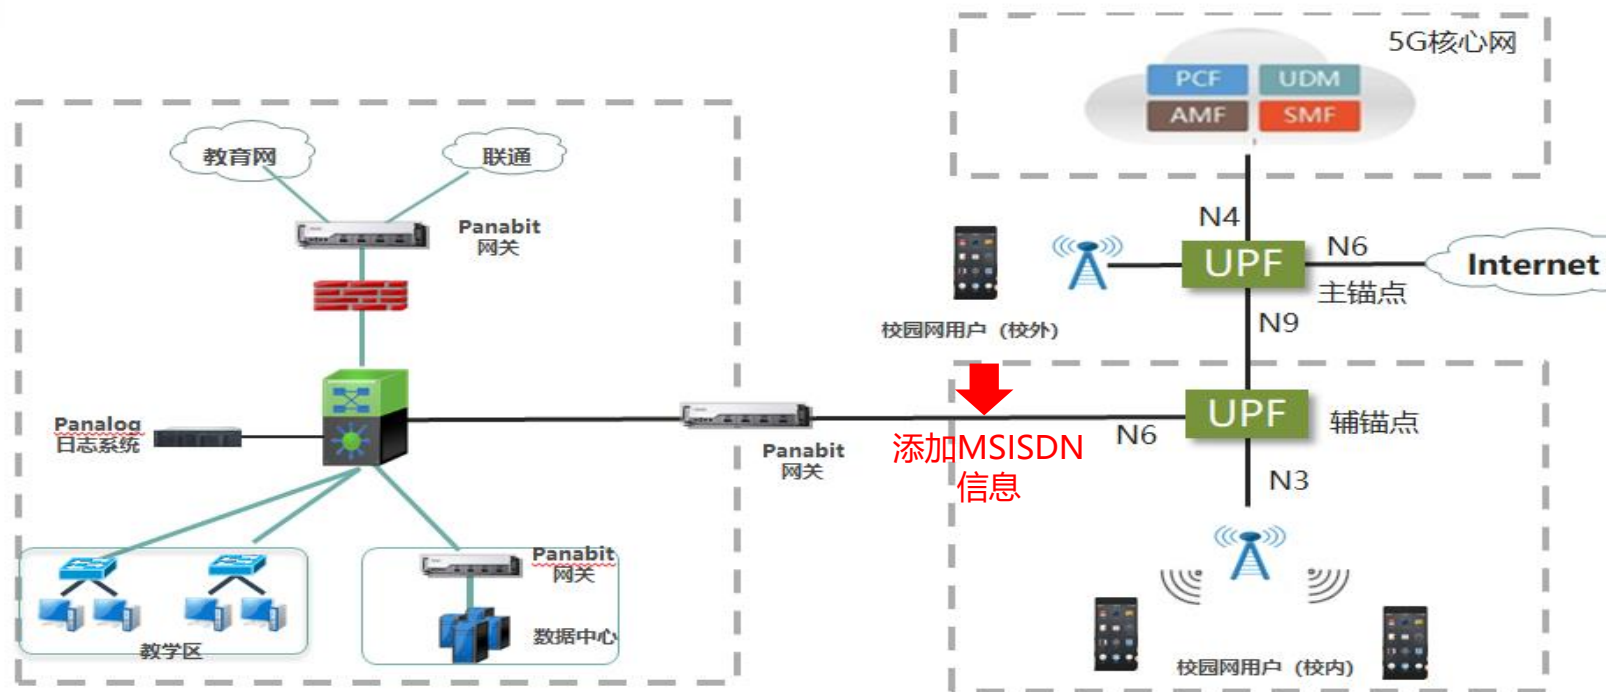 5G核心网
PCF
UDM
AMF
SMF
教育网
联通
Panabit
网关
N4
UPF
N6
Internet
主锚点
校园网用户（校外）
N9
Panalog
日志系统
Panabit
网关
添加MSISDN
信息
N6
UPF
辅锚点
N3
Panabit
网关
数据中心
教学区
校园网用户（校内）